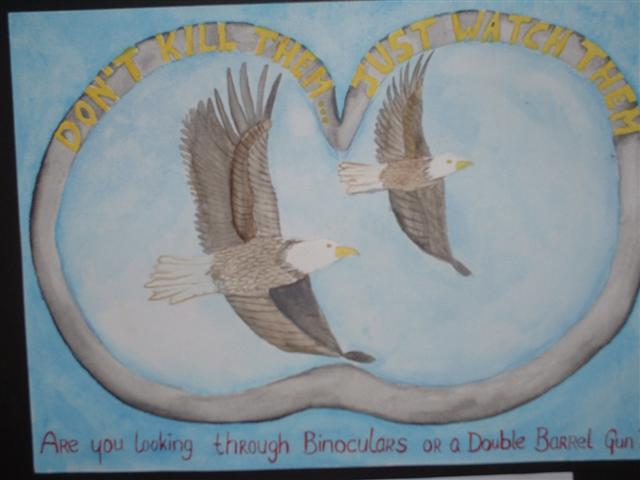 DON'T KILL THEM... JUST WATCH THEM
Are you looking through Binoculars or a Double Barrel Gun